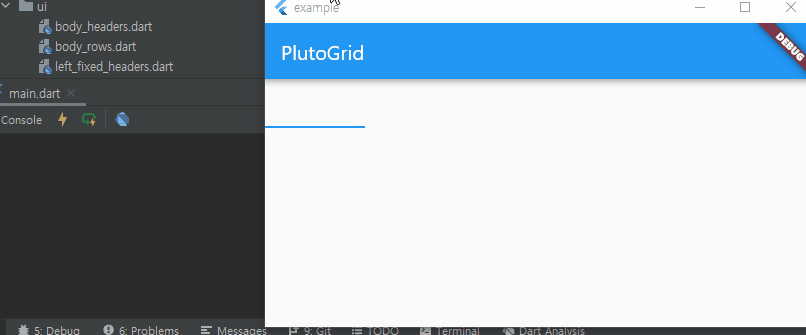 ui
body_headers.dart
body_rows.dart
left_fixed_headers.dart
main.dart
Console
example
PlutoGrid
DEBUG
5: Debug
6: Problems
Messages
9: Git
TODO
Terminal
Dart Analysis